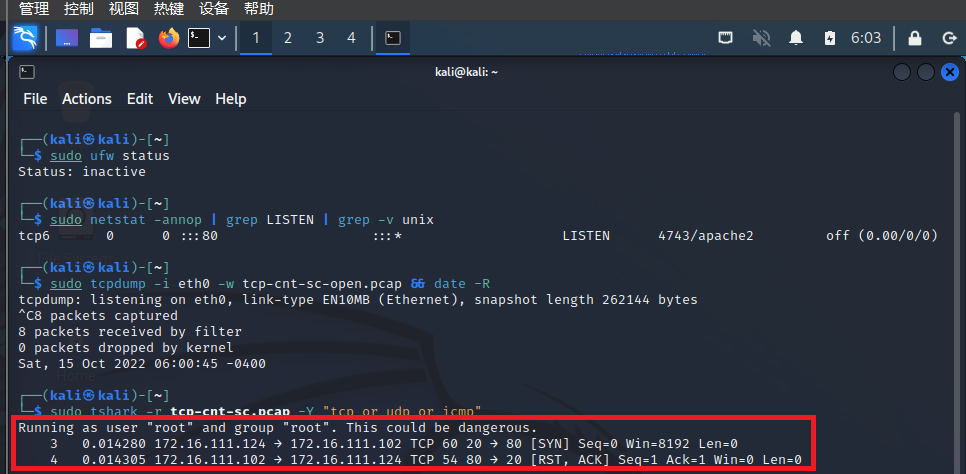 管理 控制 视图 热键 设备 帮助
1 2 3 4 6:03
kali@kali: ~
File Actions Edit View Help
┌──(kali㉿kali)-[~]
└─$ sudo ufw status
Status: inactive
┌──(kali㉿kali)-[~]
└─$ sudo netstat -annop | grep LISTEN | grep -v unix
tcp6 0 0 :::80 :::* LISTEN 4743/apache2 off (0.00/0/0)
┌──(kali㉿kali)-[~]
└─$ sudo tcpdump -i eth0 -w tcp-cnt-sc-open.pcap && date -R
tcpdump: listening on eth0, link-type EN10MB (Ethernet), snapshot length 262144 bytes
^C8 packets captured
8 packets received by filter
0 packets dropped by kernel
Sat, 15 Oct 2022 06:00:45 -0400
┌──(kali㉿kali)-[~]
└─$ sudo tshark -r tcp-cnt-sc.pcap -Y "tcp or udp or icmp"
Running as user "root" and group "root". This could be dangerous.
3 0.014280 172.16.111.124 → 172.16.111.102 TCP 60 20 → 80 [SYN] Seq=0 Win=8192 Len=0
4 0.014305 172.16.111.102 → 172.16.111.124 TCP 54 80 → 20 [RST, ACK] Seq=1 Ack=1 Win=0 Len=0